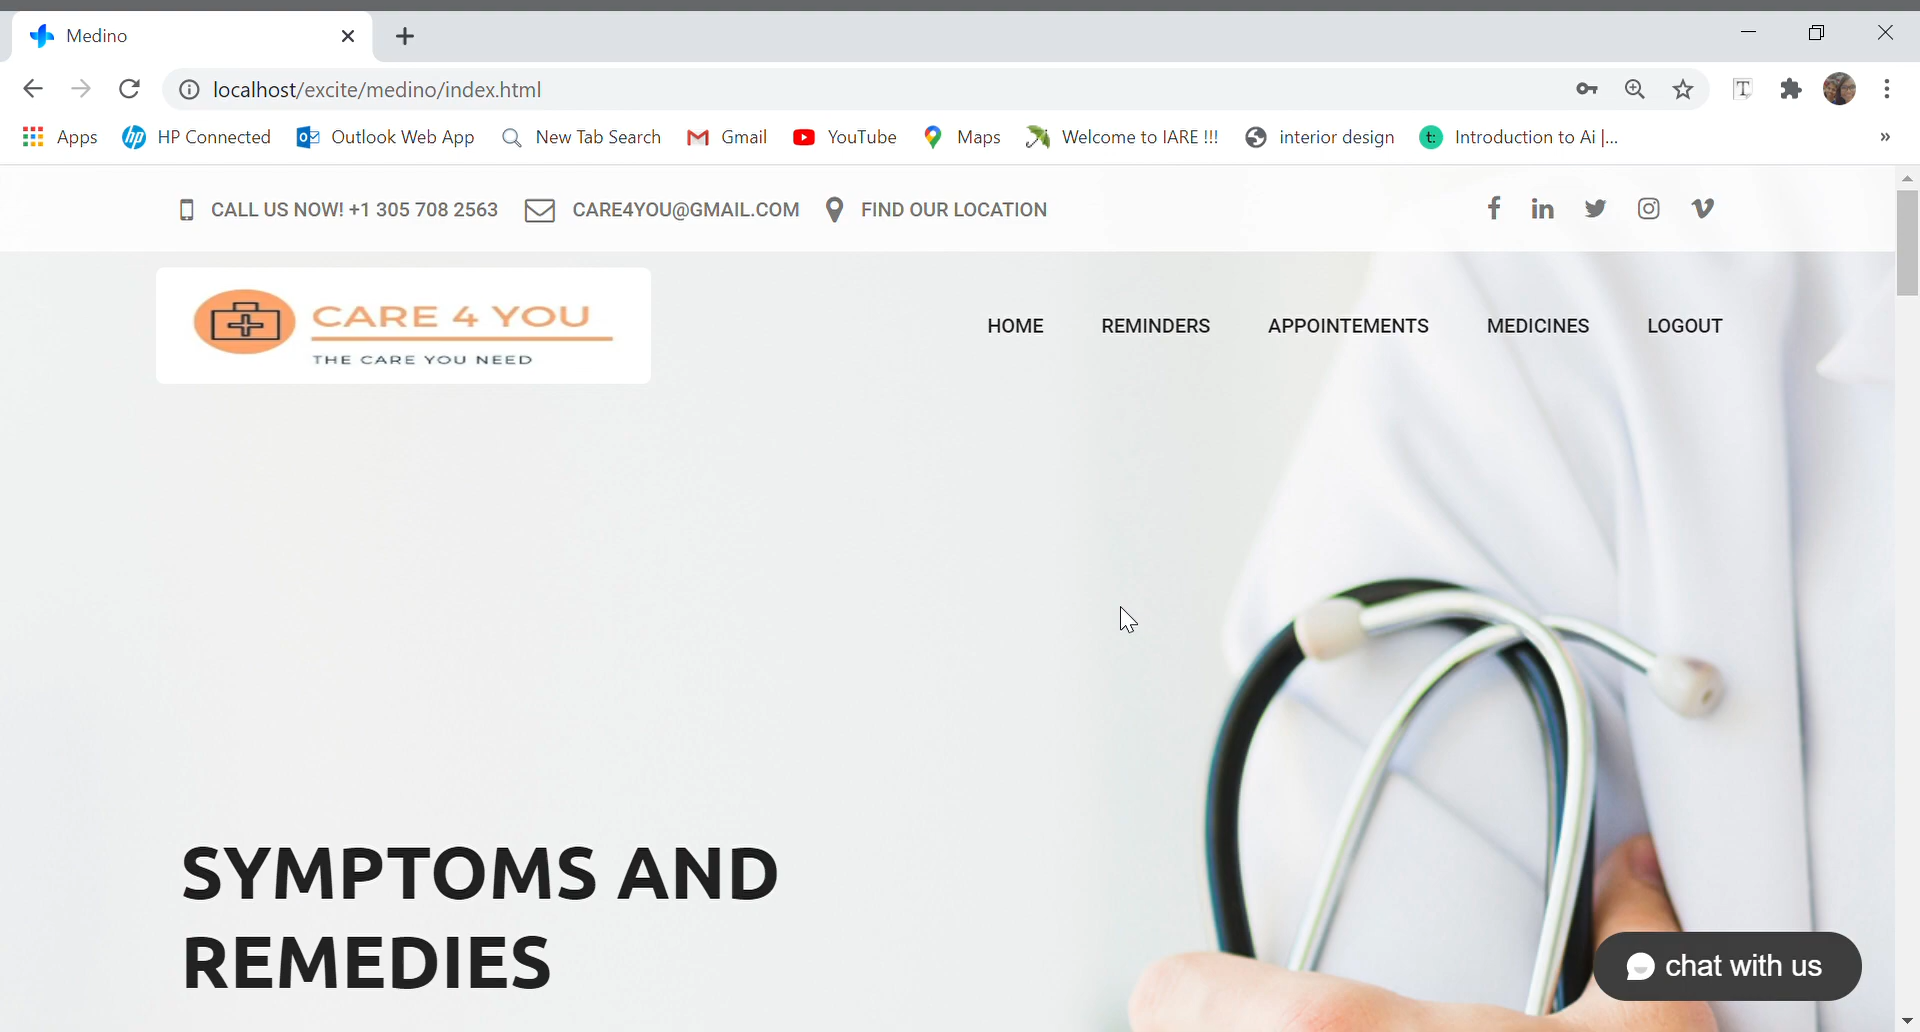 Medino
localhost/excite/medino/index.html
Apps HP Connected Outlook Web App New Tab Search Gmail YouTube Maps Welcome to IARE !!! interior design Introduction to Ai |... »
CALL US NOW! +1 305 708 2563 CARE4YOU@GMAIL.COM FIND OUR LOCATION
CARE 4 YOU
THE CARE YOU NEED
HOME REMINDERS APPOINTEMENTS MEDICINES LOGOUT
SYMPTOMS AND
REMEDIES
chat with us